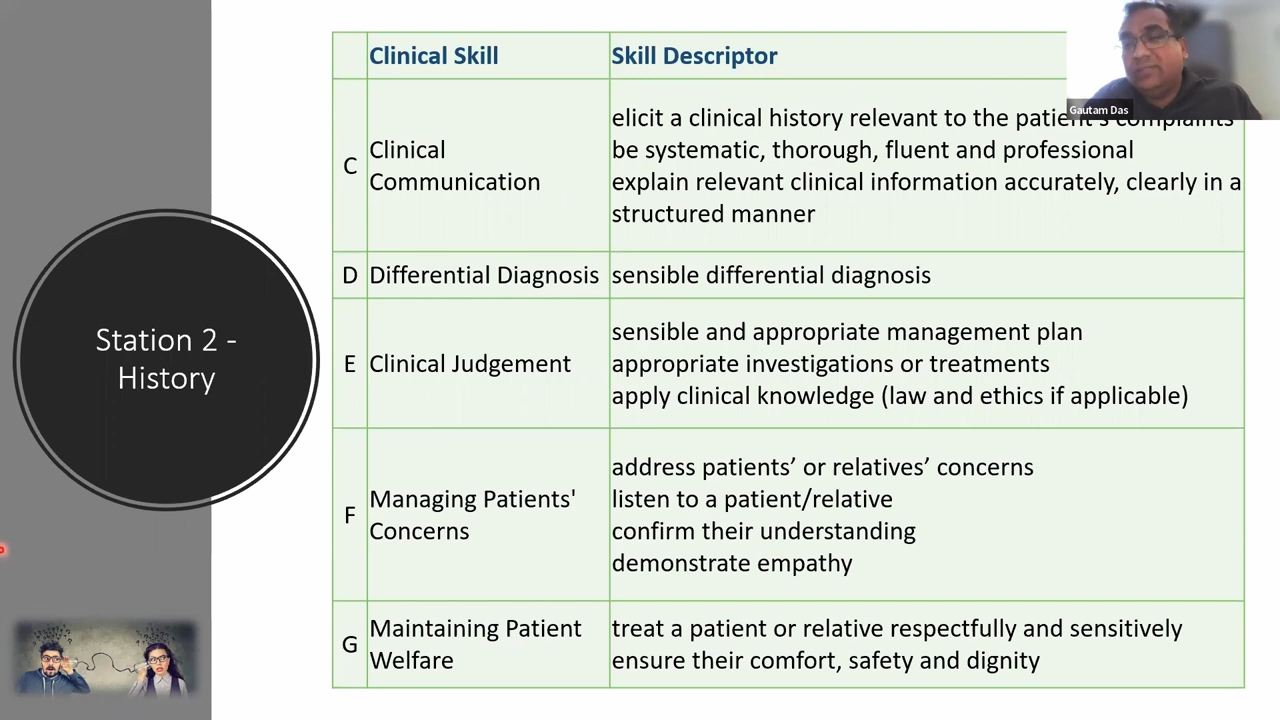 Station 2 -
History
Clinical Skill
Skill Descriptor
C
Clinical
Communication
elicit a clinical history relevant to the patient's complaints
be systematic, thorough, fluent and professional
explain relevant clinical information accurately, clearly in a
structured manner
D
Differential Diagnosis
sensible differential diagnosis
E
Clinical Judgement
sensible and appropriate management plan
appropriate investigations or treatments
apply clinical knowledge (law and ethics if applicable)
F
Managing Patients'
Concerns
address patients’ or relatives’ concerns
listen to a patient/relative
confirm their understanding
demonstrate empathy
G
Maintaining Patient
Welfare
treat a patient or relative respectfully and sensitively
ensure their comfort, safety and dignity
Gautam Das